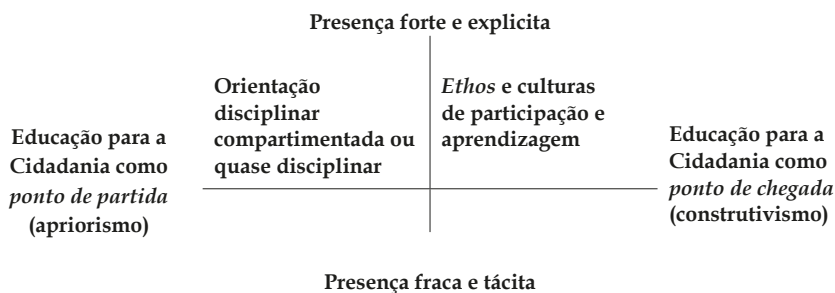 Presença forte e explicita
Orientação
disciplinar
compartimentada ou
quase disciplinar
Ethos e culturas
de participação e
aprendizagem
Educação para a
Cidadania como
ponto de partida
(apriorismo)
Educação para a
Cidadania como
ponto de chegada
(construtivismo)
Presença fraca e tácita